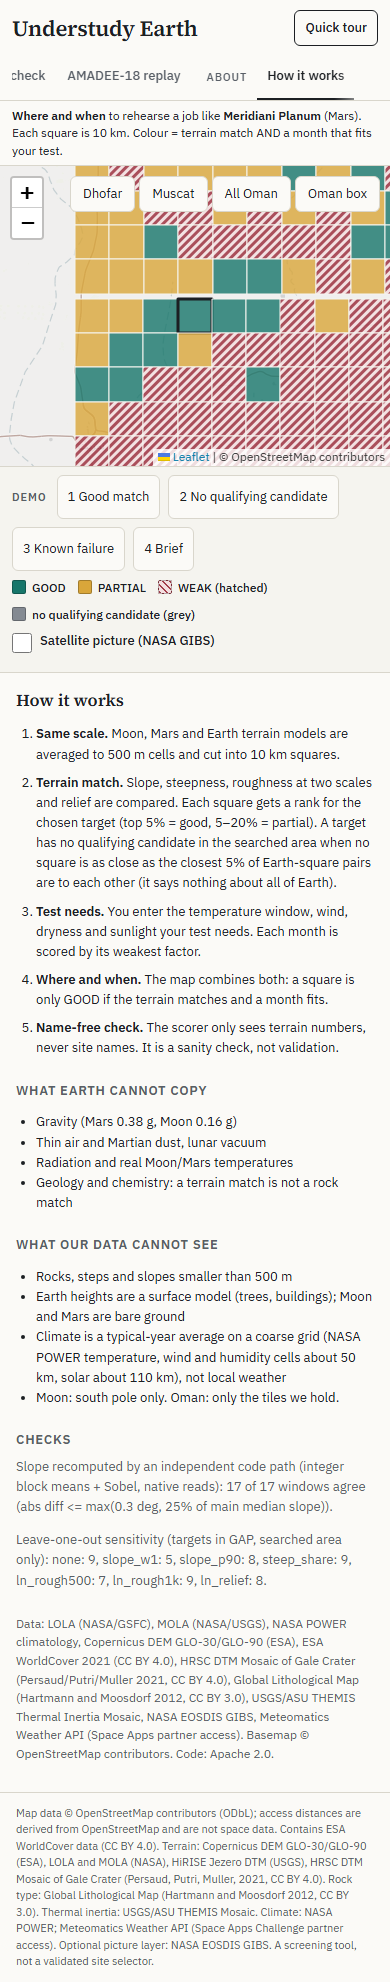 Understudy Earth
Quick tour
check
AMADEE-18 replay
ABOUT
How it works
Where and when to rehearse a job like Meridiani Planum (Mars).
Each square is 10 km. Colour = terrain match AND a month that fits
your test.
+
−
Dhofar
Muscat
All Oman
Oman box
Leaflet | © OpenStreetMap contributors
DEMO
1 Good match
2 No qualifying candidate
3 Known failure
4 Brief
GOOD
PARTIAL
WEAK (hatched)
no qualifying candidate (grey)
Satellite picture (NASA GIBS)
How it works
1. Same scale. Moon, Mars and Earth terrain models are
averaged to 500 m cells and cut into 10 km squares.
2. Terrain match. Slope, steepness, roughness at two scales
and relief are compared. Each square gets a rank for the
chosen target (top 5% = good, 5–20% = partial). A target
has no qualifying candidate in the searched area when no
square is as close as the closest 5% of Earth-square pairs
are to each other (it says nothing about all of Earth).
3. Test needs. You enter the temperature window, wind,
dryness and sunlight your test needs. Each month is
scored by its weakest factor.
4. Where and when. The map combines both: a square is
only GOOD if the terrain matches and a month fits.
5. Name-free check. The scorer only sees terrain numbers,
never site names. It is a sanity check, not validation.
WHAT EARTH CANNOT COPY
• Gravity (Mars 0.38 g, Moon 0.16 g)
• Thin air and Martian dust, lunar vacuum
• Radiation and real Moon/Mars temperatures
• Geology and chemistry: a terrain match is not a rock
match
WHAT OUR DATA CANNOT SEE
• Rocks, steps and slopes smaller than 500 m
• Earth heights are a surface model (trees, buildings); Moon
and Mars are bare ground
• Climate is a typical-year average on a coarse grid (NASA
POWER temperature, wind and humidity cells about 50
km, solar about 110 km), not local weather
• Moon: south pole only. Oman: only the tiles we hold.
CHECKS
Slope recomputed by an independent code path (integer
block means + Sobel, native reads): 17 of 17 windows agree
(abs diff <= max(0.3 deg, 25% of main median slope)).
Leave-one-out sensitivity (targets in GAP, searched area
only): none: 9, slope_w1: 5, slope_p90: 8, steep_share: 9,
ln_rough500: 7, ln_rough1k: 9, ln_relief: 8.
Data: LOLA (NASA/GSFC), MOLA (NASA/USGS), NASA POWER
climatology, Copernicus DEM GLO-30/GLO-90 (ESA), ESA
WorldCover 2021 (CC BY 4.0), HRSC DTM Mosaic of Gale Crater
(Persaud/Putri/Muller 2021, CC BY 4.0), Global Lithological Map
(Hartmann and Moosdorf 2012, CC BY 3.0), USGS/ASU THEMIS
Thermal Inertia Mosaic, NASA EOSDIS GIBS, Meteomatics
Weather API (Space Apps partner access). Basemap ©
OpenStreetMap contributors. Code: Apache 2.0.
Map data © OpenStreetMap contributors (ODbL); access distances are
derived from OpenStreetMap and are not space data. Contains ESA
WorldCover data (CC BY 4.0). Terrain: Copernicus DEM GLO-30/GLO-90
(ESA), LOLA and MOLA (NASA), HiRISE Jezero DTM (USGS), HRSC DTM
Mosaic of Gale Crater (Persaud, Putri, Muller, 2021, CC BY 4.0). Rock
type: Global Lithological Map (Hartmann and Moosdorf 2012, CC BY
3.0). Thermal inertia: USGS/ASU THEMIS Mosaic. Climate: NASA
POWER; Meteomatics Weather API (Space Apps Challenge partner
access). Optional picture layer: NASA EOSDIS GIBS. A screening tool,
not a validated site selector.